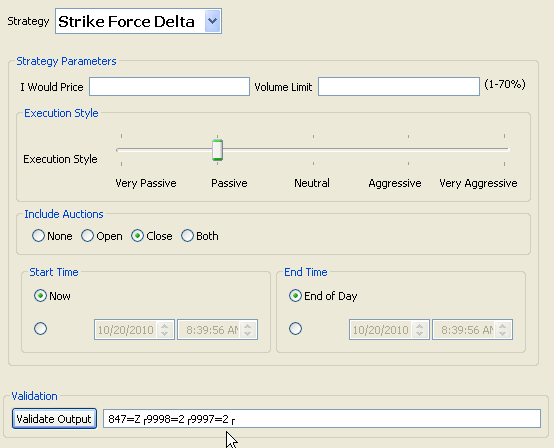 Strategy Strike Force Delta
Strategy Parameters
I Would Price Volume Limit (1-70%)
Execution Style
Execution Style
Very Passive Passive Neutral Aggressive Very Aggressive
Include Auctions
None Open Close Both
Start Time End Time
Now End of Day
10/20/2010 8:39:56 AM 10/20/2010 8:39:56 AM
Validation
Validate Output 847=Z┌9998=2┌9997=2┌